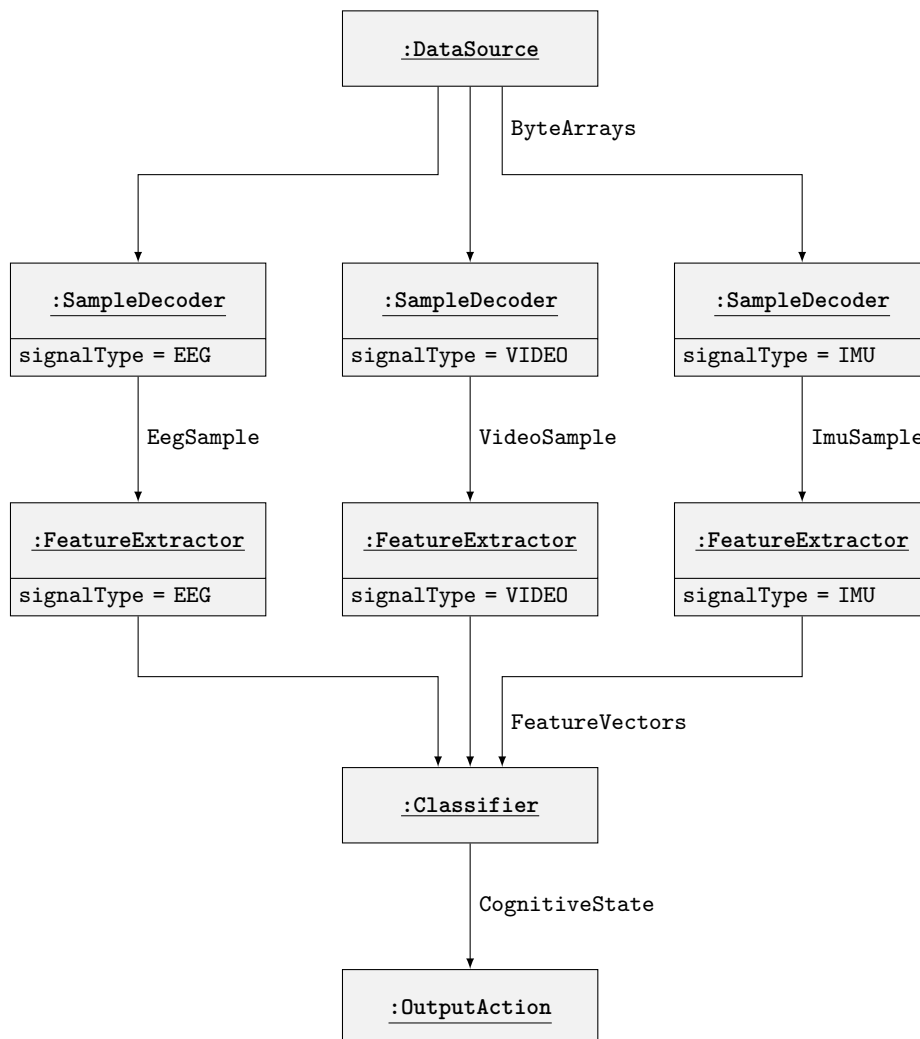 :DataSource
ByteArrays
:SampleDecoder
signalType = EEG
:SampleDecoder
signalType = VIDEO
:SampleDecoder
signalType = IMU
EegSample
VideoSample
ImuSample
:FeatureExtractor
signalType = EEG
:FeatureExtractor
signalType = VIDEO
:FeatureExtractor
signalType = IMU
FeatureVectors
:Classifier
CognitiveState
:OutputAction